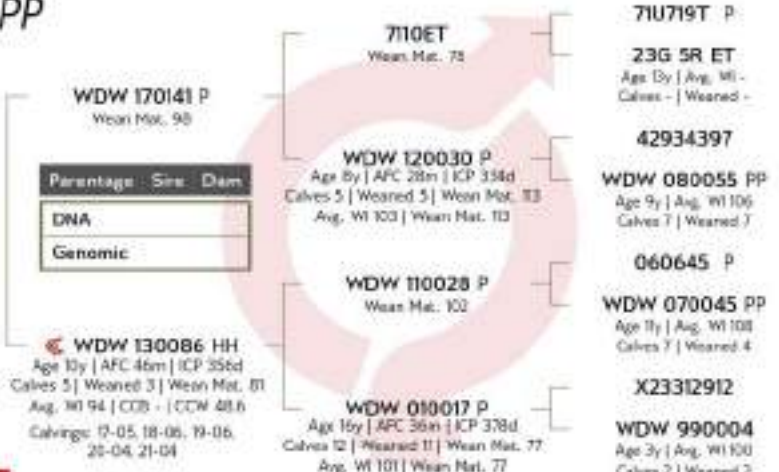 PP
WDW 170141 P
Wean Mat. 98
Parentage Sire Dam
DNA
Genomic
WDW 130086 HH
Age 10y | AFC 46m | ICP 356d
Calves 5 | Weaned 3 | Wean Mat. 81
Avg. WI 94 | CCB - | CCW 48.6
Calvings: 17-05, 18-06, 19-06,
20-04, 21-04
7110ET
Wean Mat. 78
WDW 120030 P
Age 8y | AFC 28m | ICP 334d
Calves 5 | Weaned 5 | Wean Mat. 113
Avg. WI 103 | Wean Mat. 113
WDW 110028 P
Wean Mat. 102
WDW 010017 P
Age 16y | AFC 36m | ICP 378d
Calves 12 | Weaned 11 | Wean Mat. 77
Avg. WI 101 | Wean Mat. 77
71U719T P
23G 5R ET
Age 13y | Avg. WI -
Calves - | Weaned -
42934397
WDW 080055 PP
Age 9y | Avg. WI 106
Calves 7 | Weaned 7
060645 P
WDW 070045 PP
Age 11y | Avg. WI 108
Calves 7 | Weaned 4
X23312912
WDW 990004
Age 3y | Avg. WI 100
Calves 2 | Weaned 2